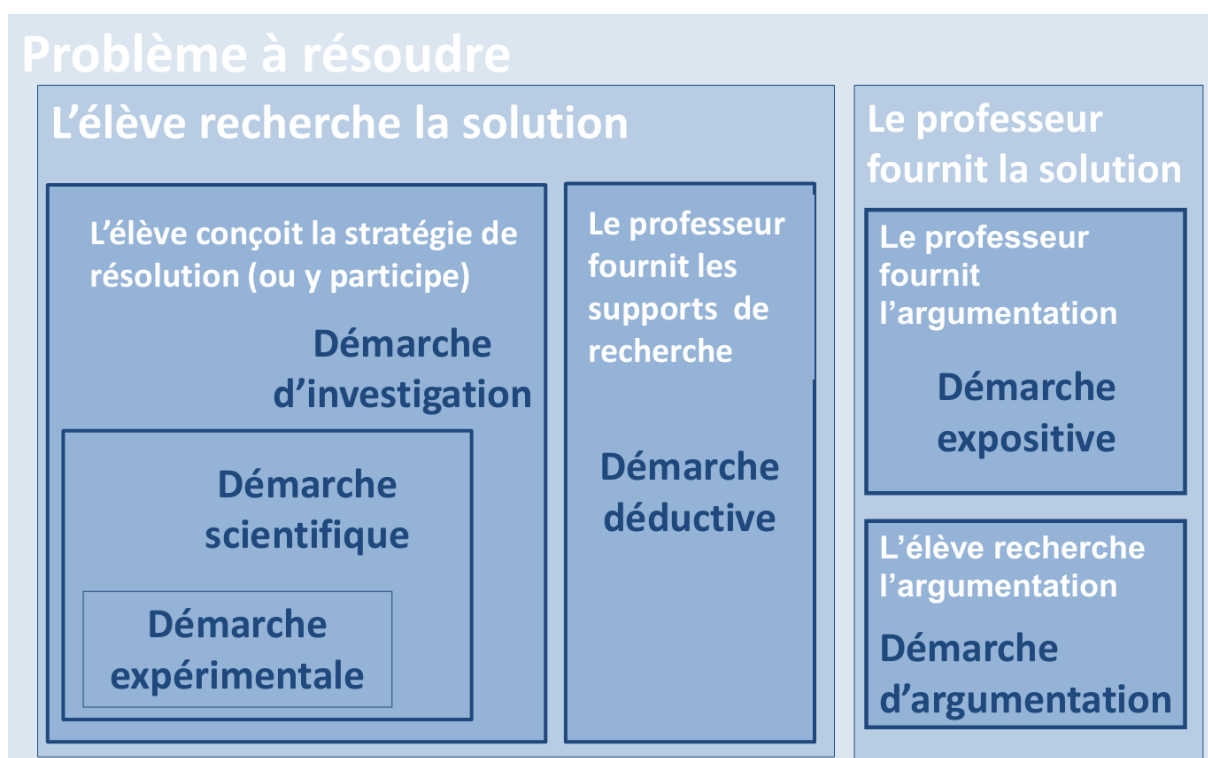 Problème à résoudre
L’élève recherche la solution
L’élève conçoit la stratégie de
résolution (ou y participe)
Démarche
d’investigation
Démarche
scientifique
Démarche
expérimentale
Le professeur
fournit les
supports de
recherche
Démarche
déductive
Le professeur
fournit la solution
Le professeur
fournit
l’argumentation
Démarche
expositive
L’élève recherche
l’argumentation
Démarche
d’argumentation